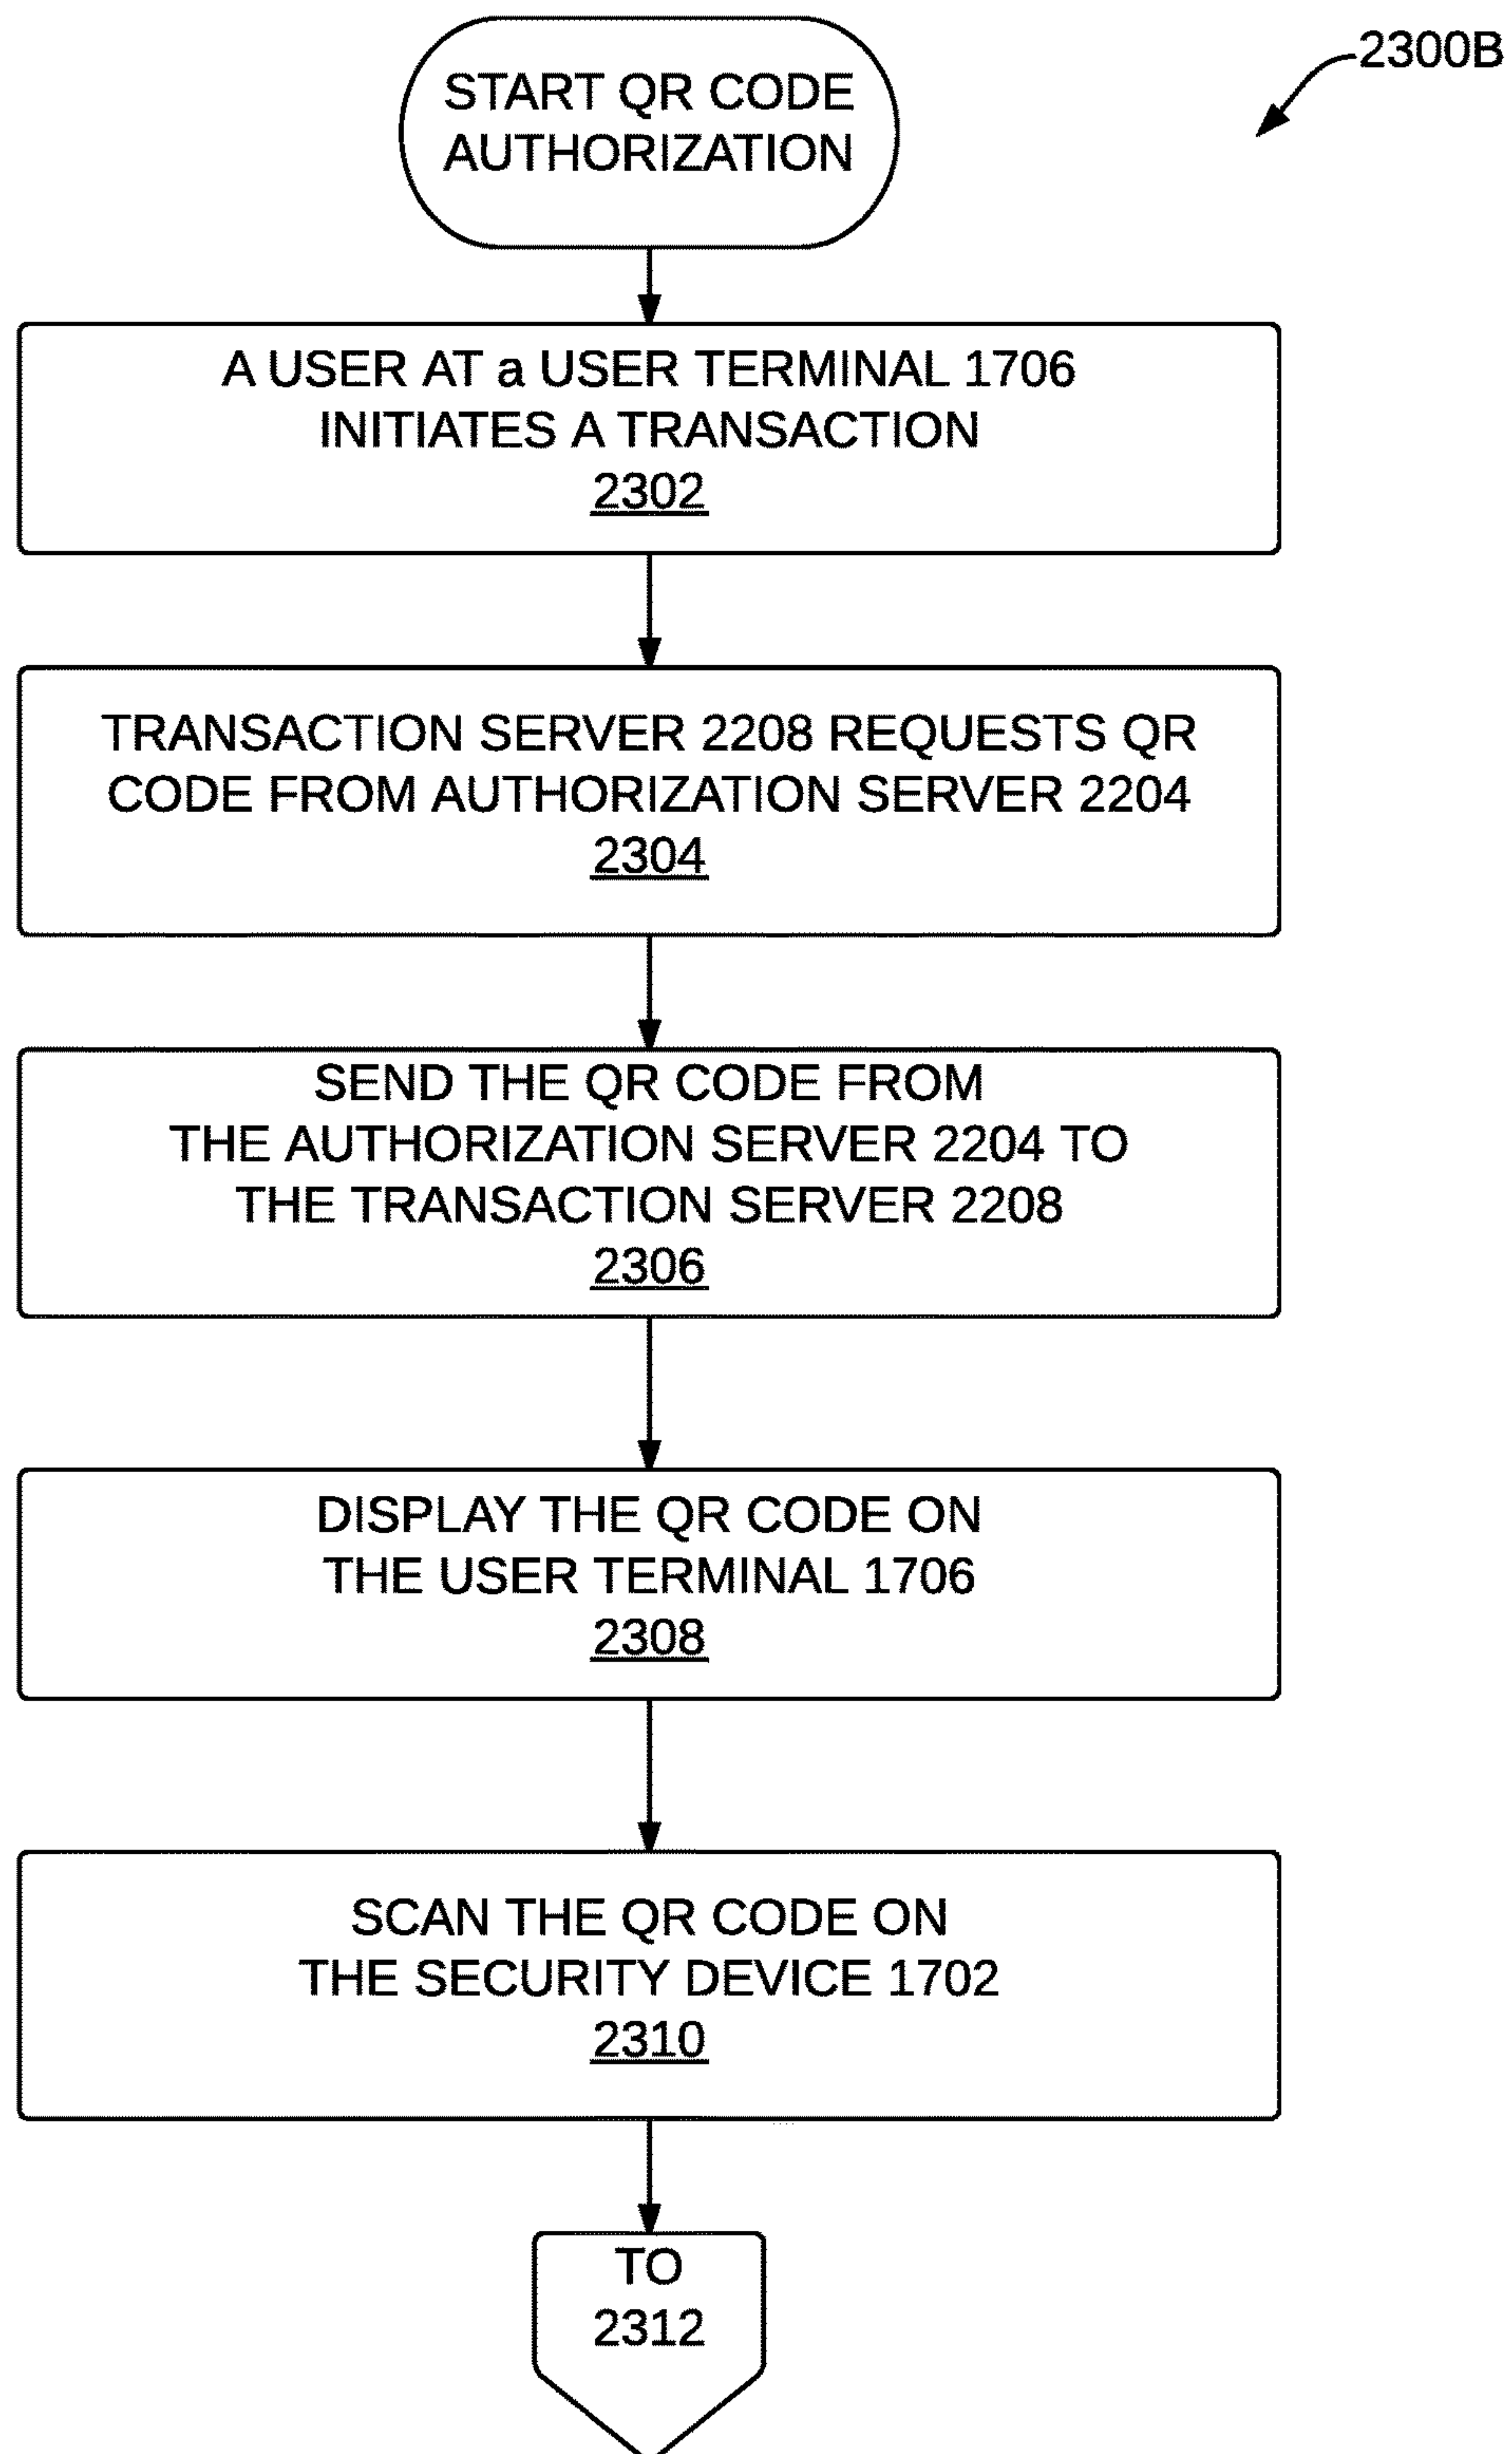 2300B
START QR CODE
AUTHORIZATION
A USER AT a USER TERMINAL 1706
INITIATES A TRANSACTION
2302
TRANSACTION SERVER 2208 REQUESTS QR
CODE FROM AUTHORIZATION SERVER 2204
2304
SEND THE QR CODE FROM
THE AUTHORIZATION SERVER 2204 TO
THE TRANSACTION SERVER 2208
2306
DISPLAY THE QR CODE ON
THE USER TERMINAL 1706
2308
SCAN THE QR CODE ON
THE SECURITY DEVICE 1702
2310
TO
2312